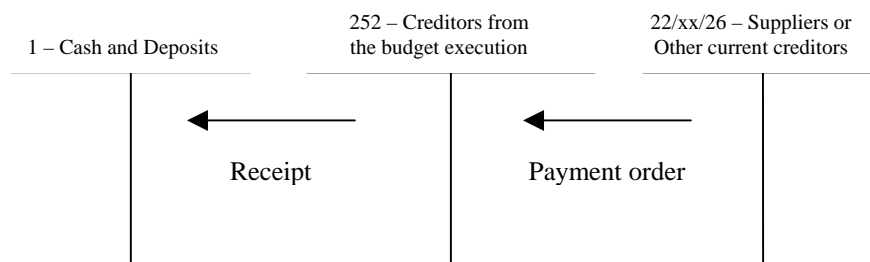 1 – Cash and Deposits
252 – Creditors from
the budget execution
22/xx/26 – Suppliers or
Other current creditors
Receipt
Payment order